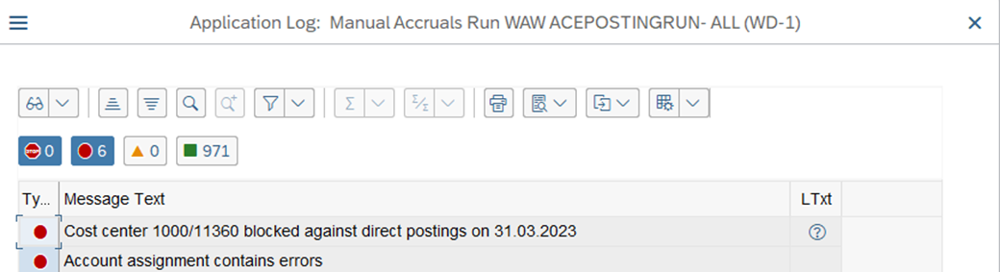 Application Log: Manual Accruals Run WAW ACEPOSTINGRUN- ALL (WD-1)
STOP 0 6 0 971
Ty... Message Text LTxt
Cost center 1000/11360 blocked against direct postings on 31.03.2023
Account assignment contains errors